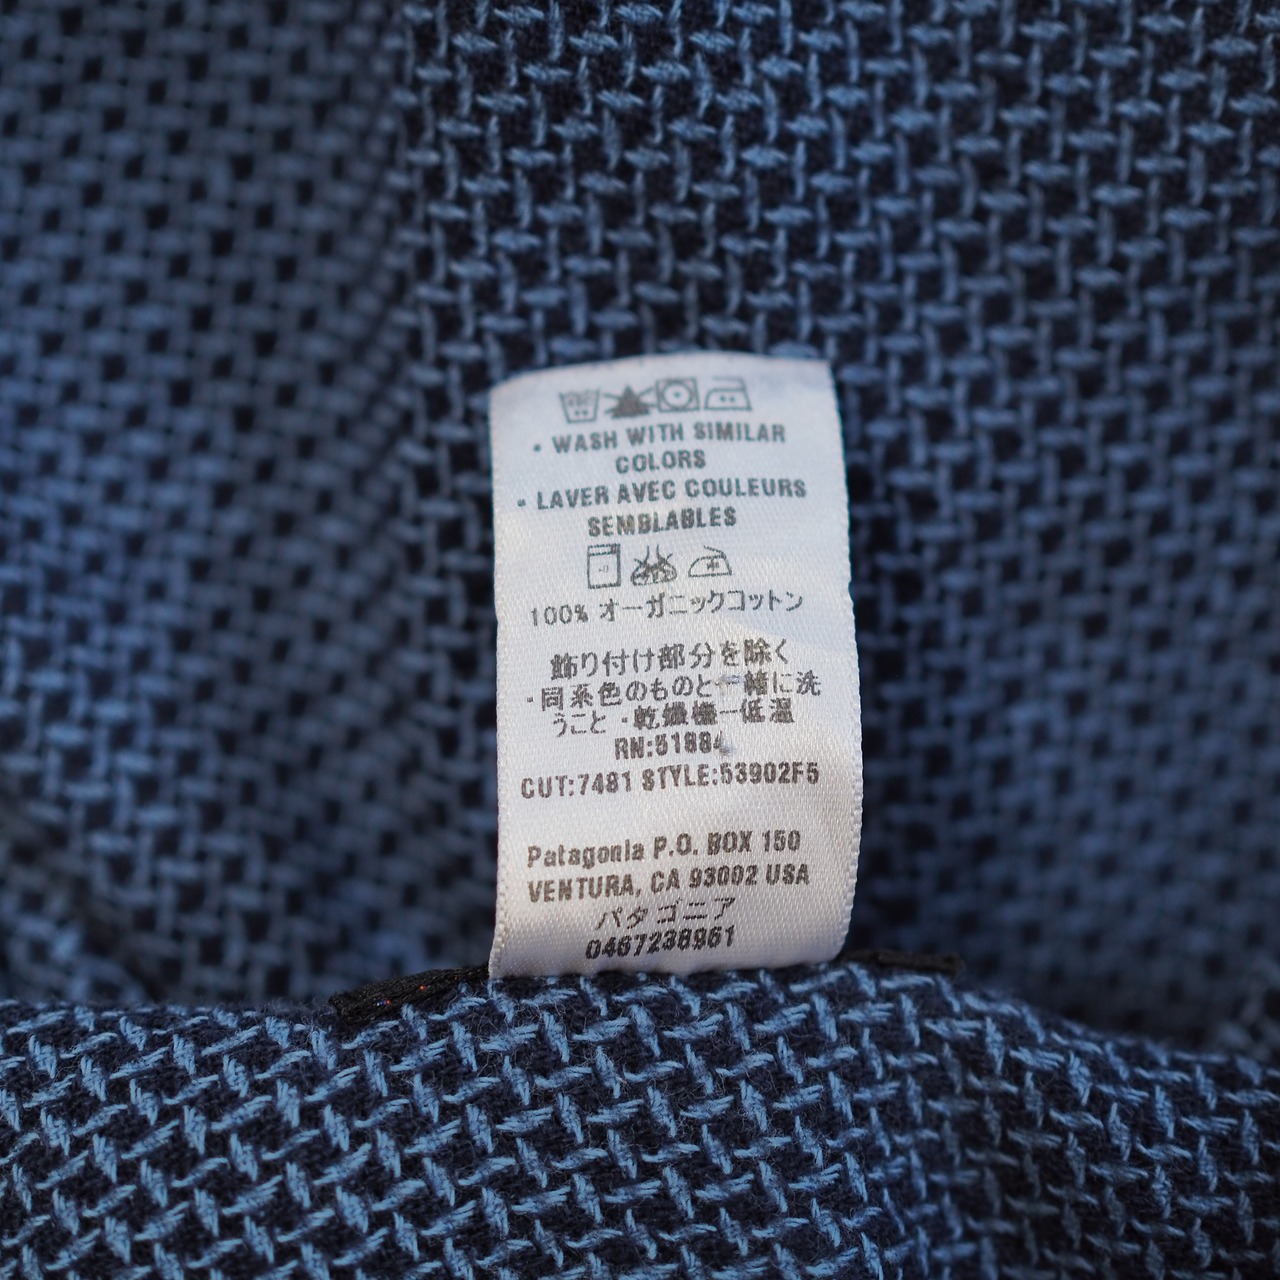 • WASH WITH SIMILAR
COLORS
• LAVER AVEC COULEURS
SEMBLABLES
100% オーガニックコットン
飾り付け部分を除く
・同系色のものと一緒に洗
うこと・乾燥機一低温
RN:51884
CUT:7481 STYLE:53902F5
Patagonia P.O. BOX 150
VENTURA, CA 93002 USA
パタゴニア
0467238961